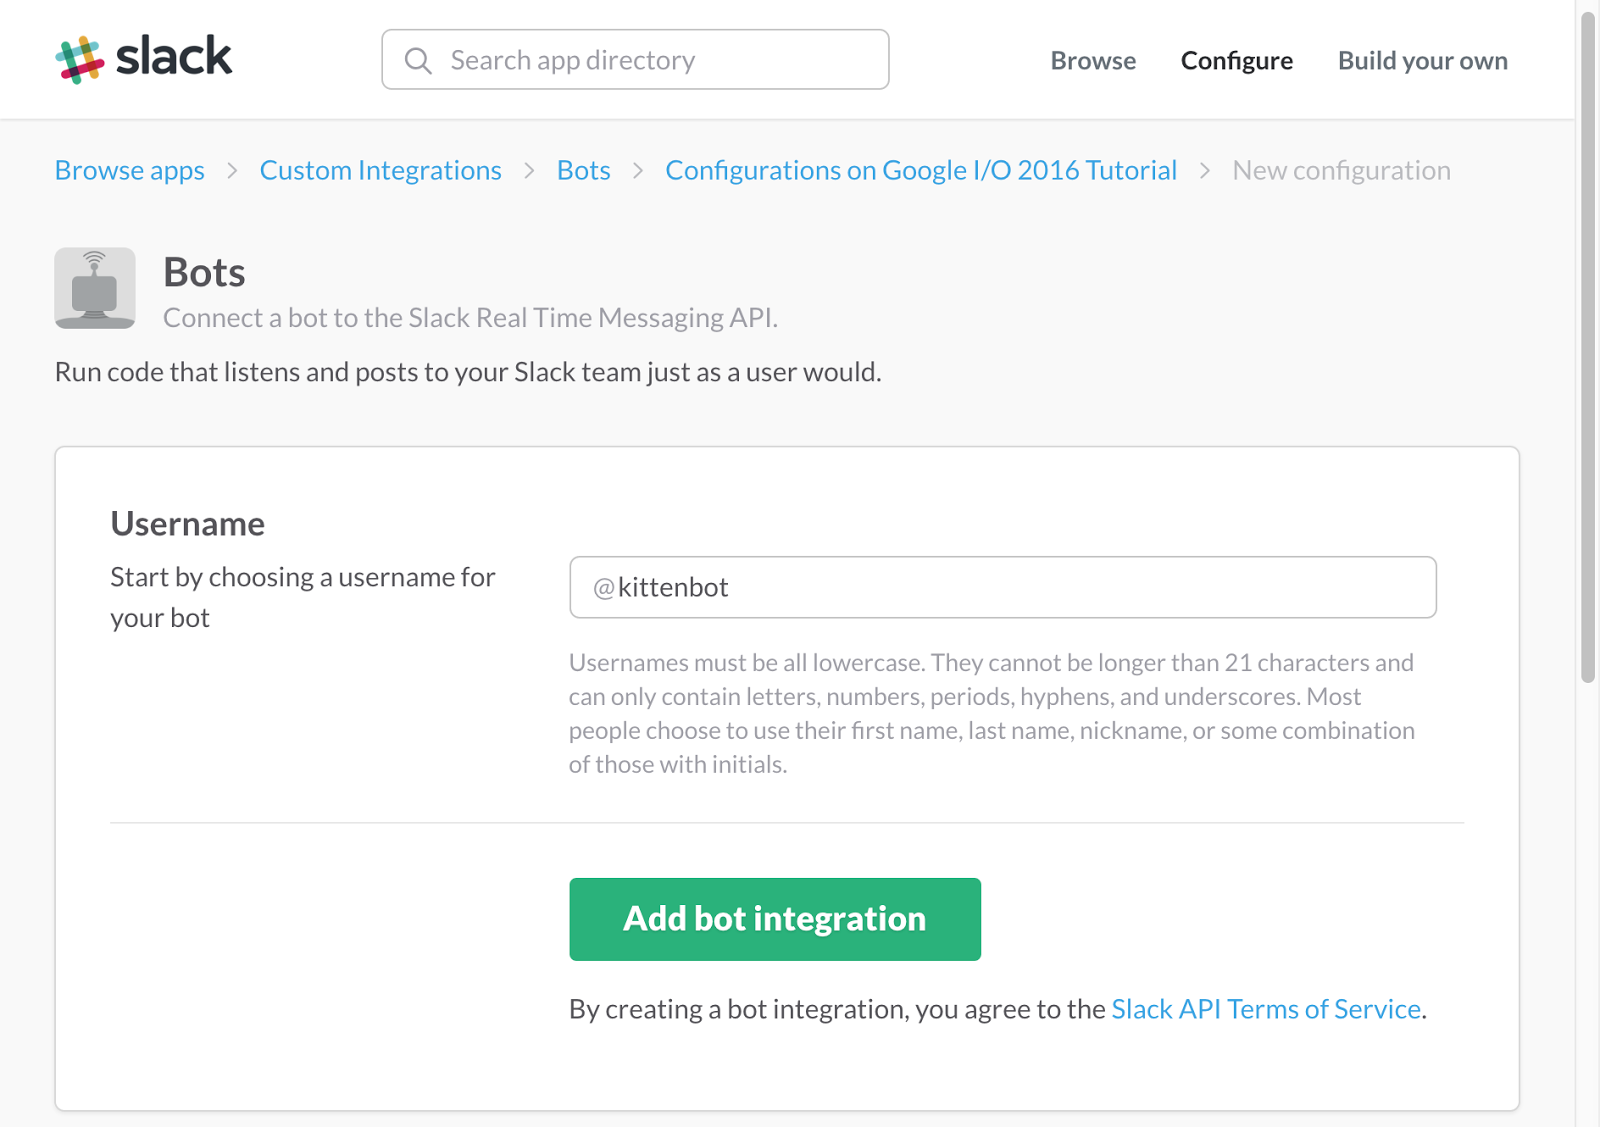 slack
Search app directory
Browse
Configure
Build your own
Browse apps > Custom Integrations > Bots > Configurations on Google I/O 2016 Tutorial > New configuration
Bots
Connect a bot to the Slack Real Time Messaging API.
Run code that listens and posts to your Slack team just as a user would.
Username
Start by choosing a username for
your bot
@kittenbot
Usernames must be all lowercase. They cannot be longer than 21 characters and
can only contain letters, numbers, periods, hyphens, and underscores. Most
people choose to use their first name, last name, nickname, or some combination
of those with initials.
Add bot integration
By creating a bot integration, you agree to the Slack API Terms of Service.